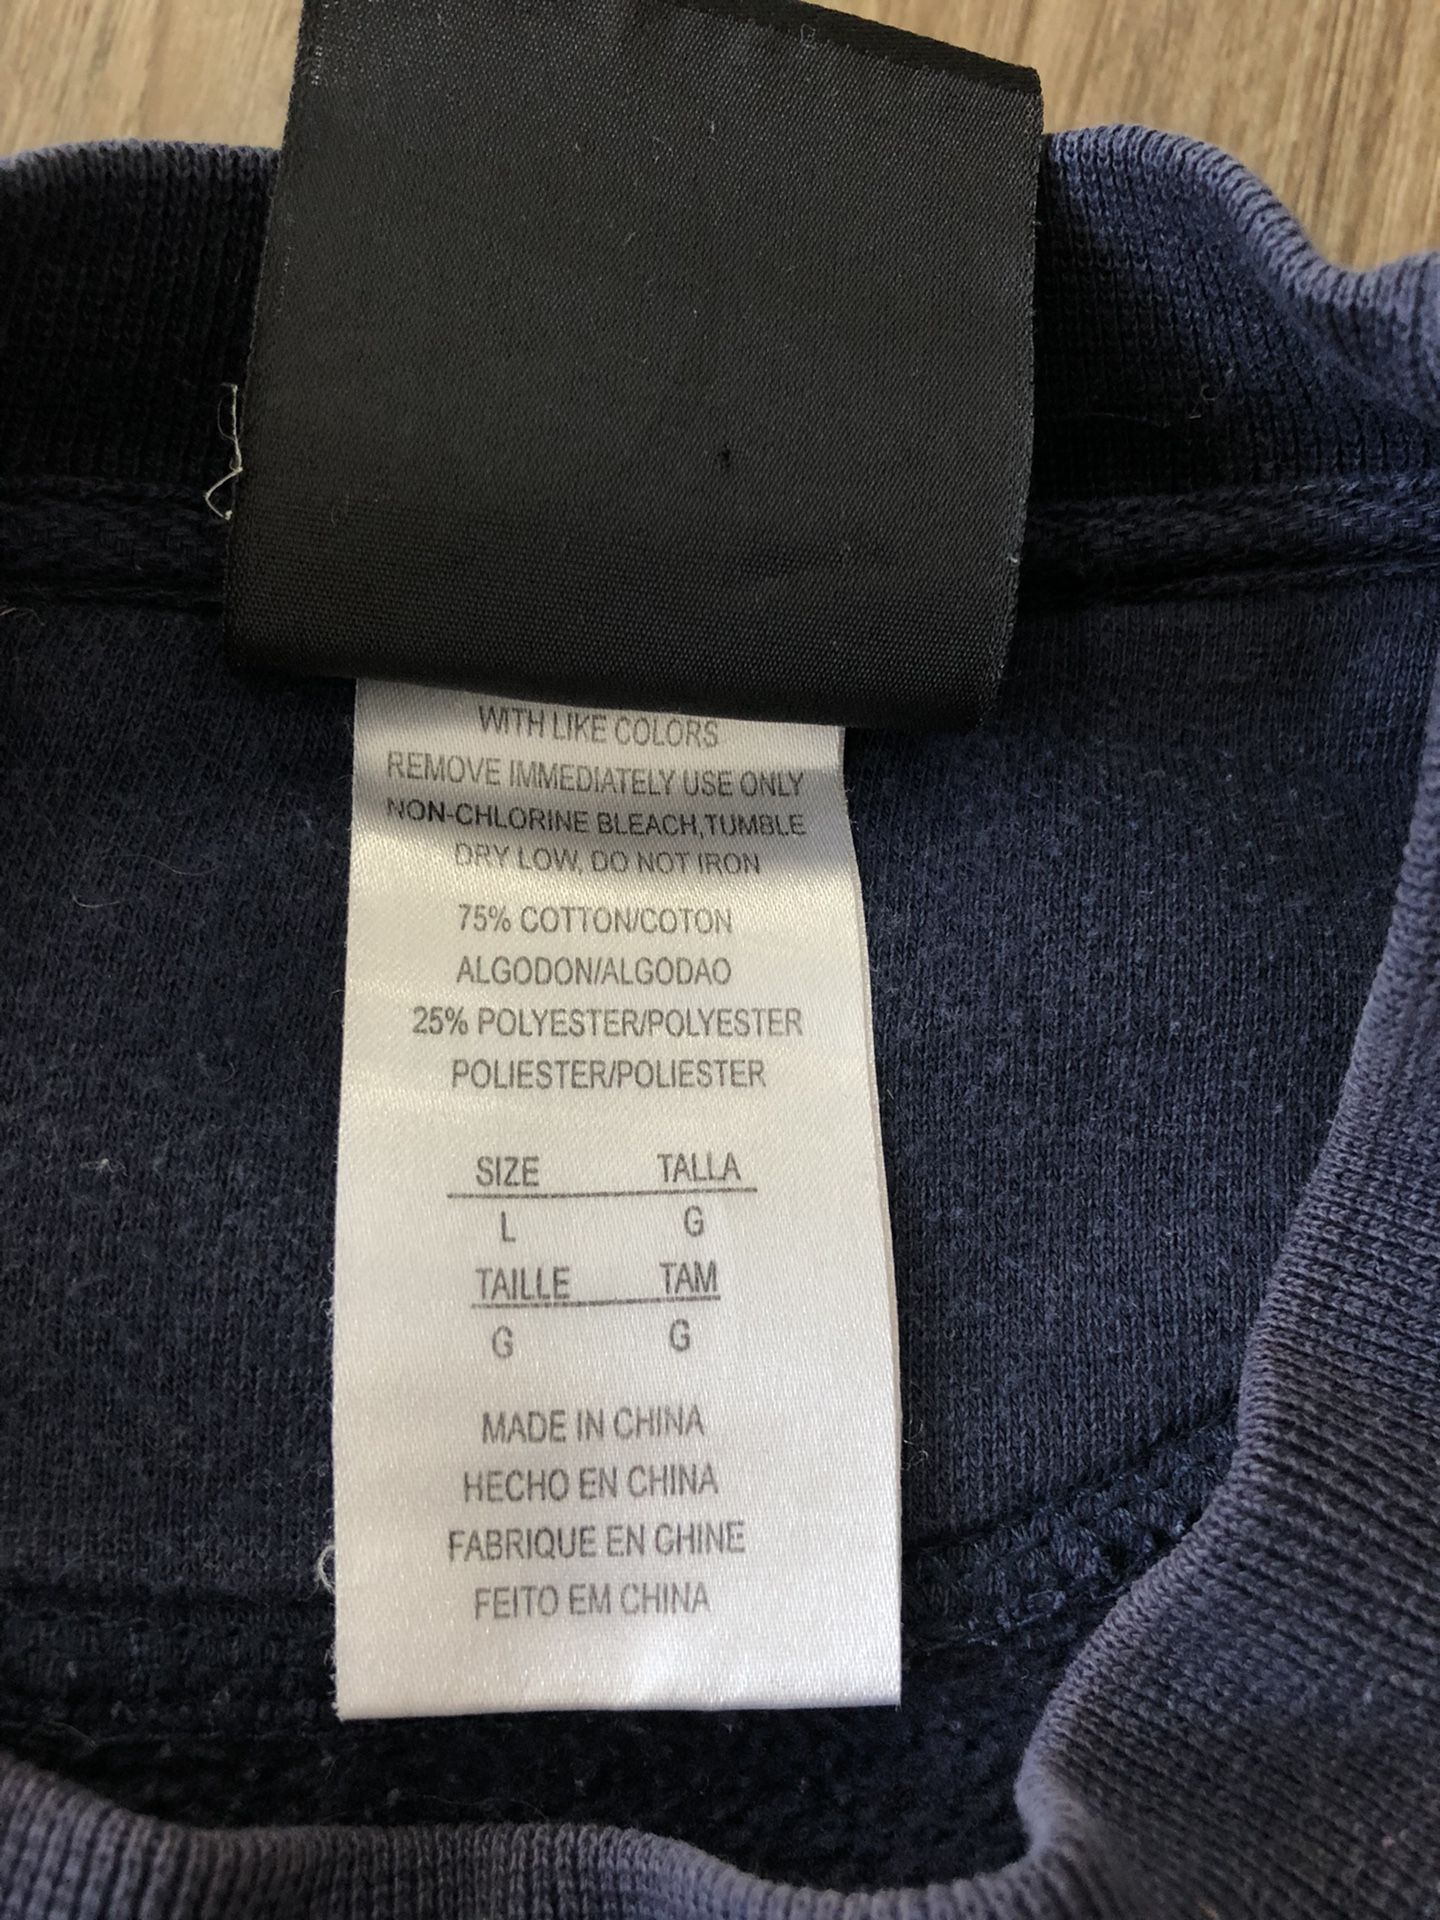 WITH LIKE COLORS
REMOVE IMMEDIATELY USE ONLY
NON-CHLORINE BLEACH,TUMBLE
DRY LOW, DO NOT IRON
75% COTTON/COTON
ALGODON/ALGODAO
25% POLYESTER/POLYESTER
POLIESTER/POLIESTER
SIZE TALLA
L G
TAILLE TAM
G G
MADE IN CHINA
HECHO EN CHINA
FABRIQUE EN CHINE
FEITO EM CHINA